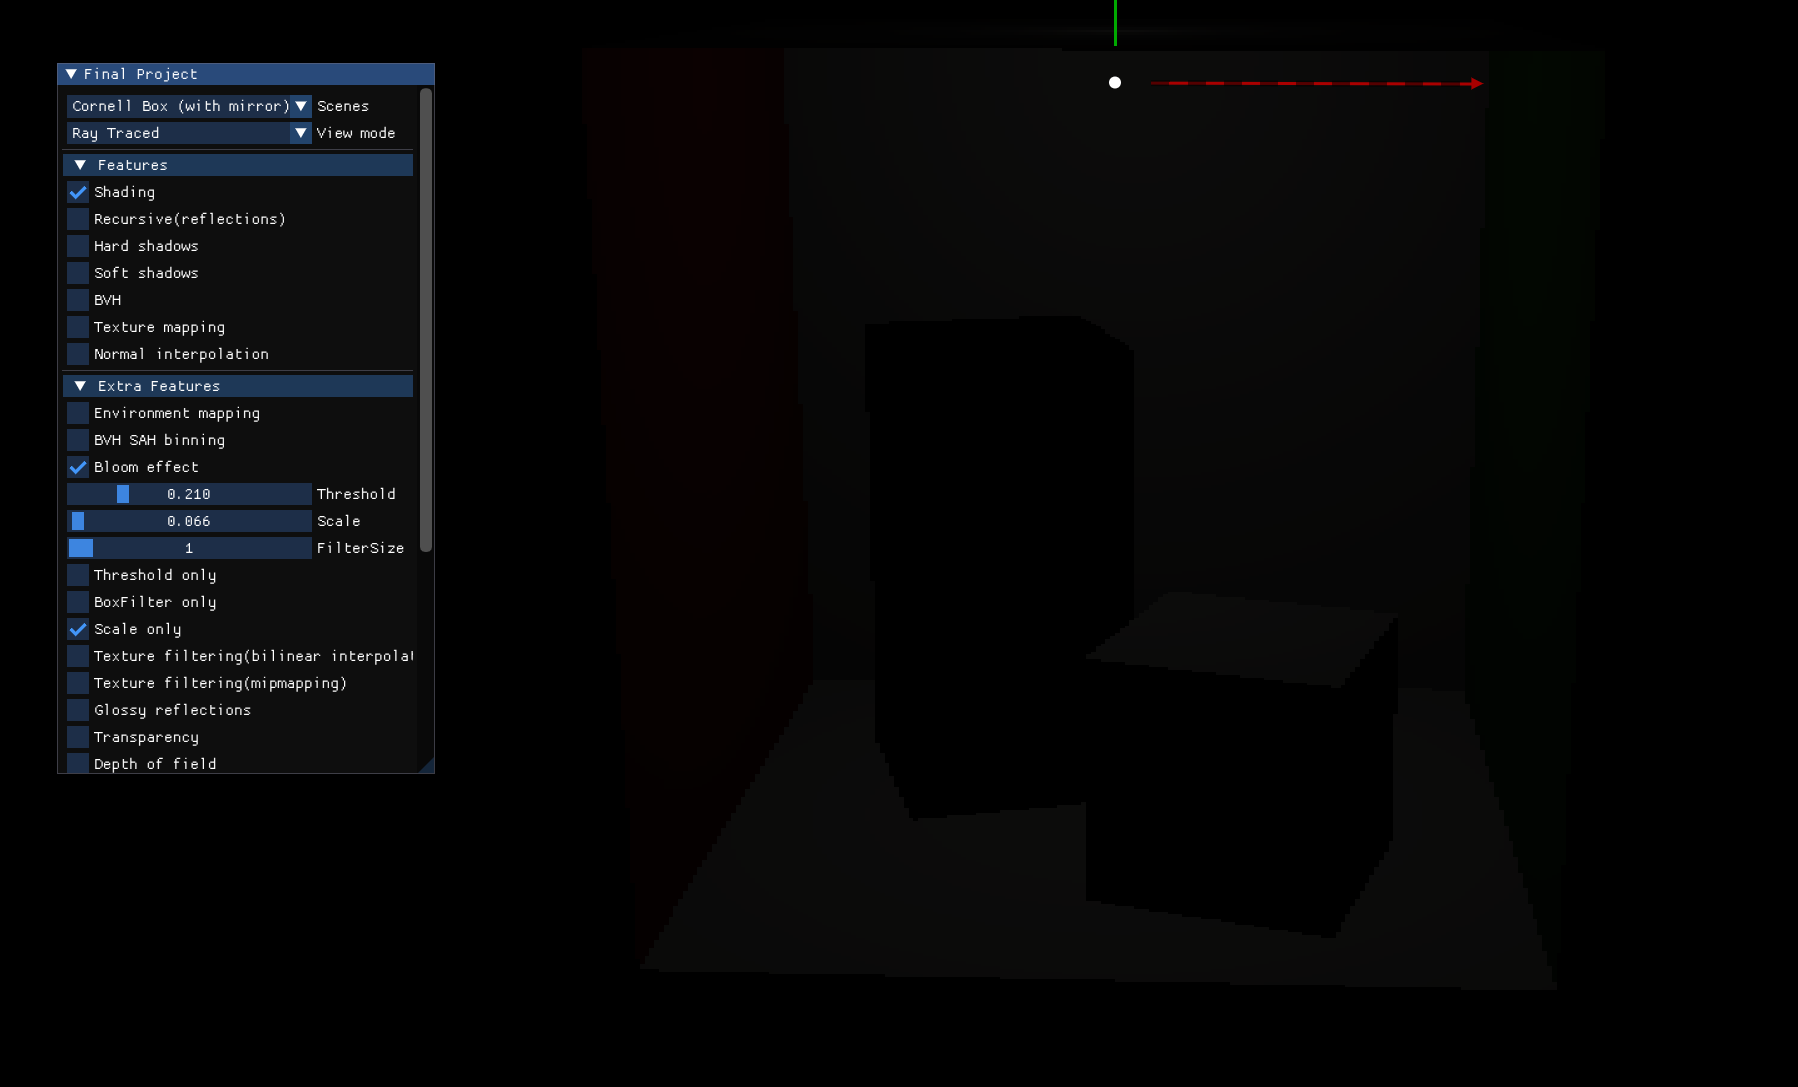 Final Project
Cornell Box (with mirror) Scenes
Ray Traced View mode
Features
Shading
Recursive(reflections)
Hard shadows
Soft shadows
BVH
Texture mapping
Normal interpolation
Extra Features
Environment mapping
BVH SAH binning
Bloom effect
0.210 Threshold
0.066 Scale
1 FilterSize
Threshold only
BoxFilter only
Scale only
Texture filtering(bilinear interpola
Texture filtering(mipmapping)
Glossy reflections
Transparency
Depth of field